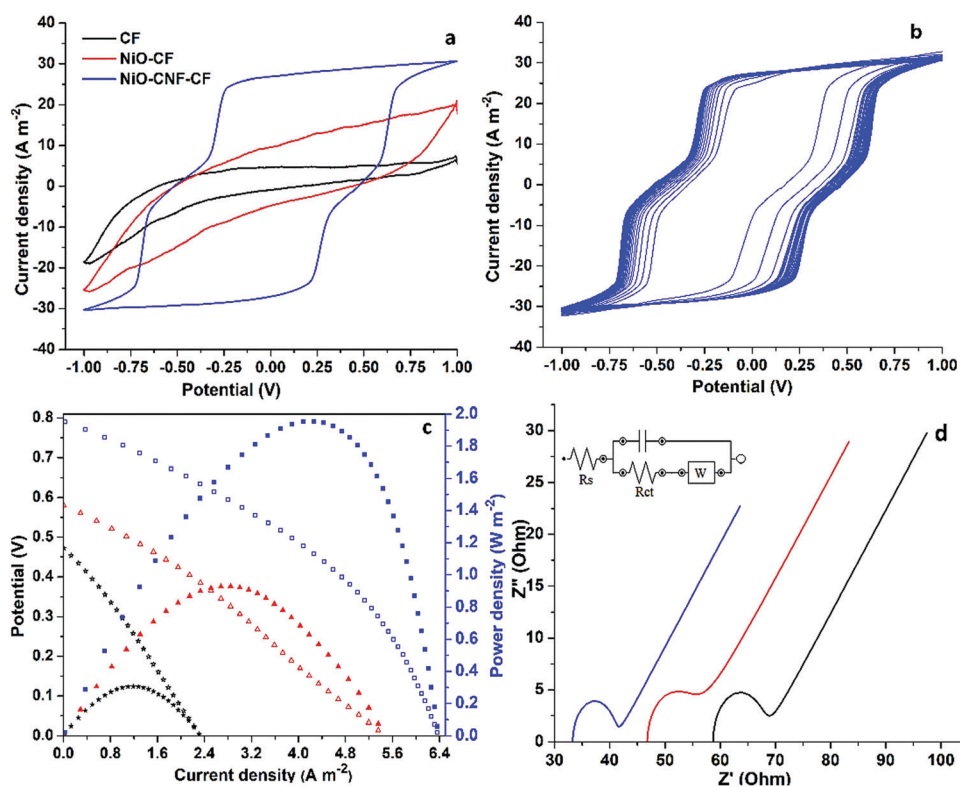 a
CF
NiO-CF
NiO-CNF-CF
Current density (A m⁻²)
40
30
20
10
0
-10
-20
-30
-40
-1.00 -0.75 -0.50 -0.25 0.00 0.25 0.50 0.75 1.00
Potential (V)
b
Current density (A m⁻²)
40
30
20
10
0
-10
-20
-30
-40
-1.00 -0.75 -0.50 -0.25 0.00 0.25 0.50 0.75 1.00
Potential (V)
c
Potential (V)
0.8
0.7
0.6
0.5
0.4
0.3
0.2
0.1
0.0
0.0 0.8 1.6 2.4 3.2 4.0 4.8 5.6 6.4
Current density (A m⁻²)
2.0
1.8
1.6
1.4
1.2
1.0
0.8
0.6
0.4
0.2
0.0
Power density (W m⁻²)
d
Z'' (Ohm)
30
25
20
15
10
5
0
Rs
Rct
W
30 40 50 60 70 80 90 100
Z' (Ohm)